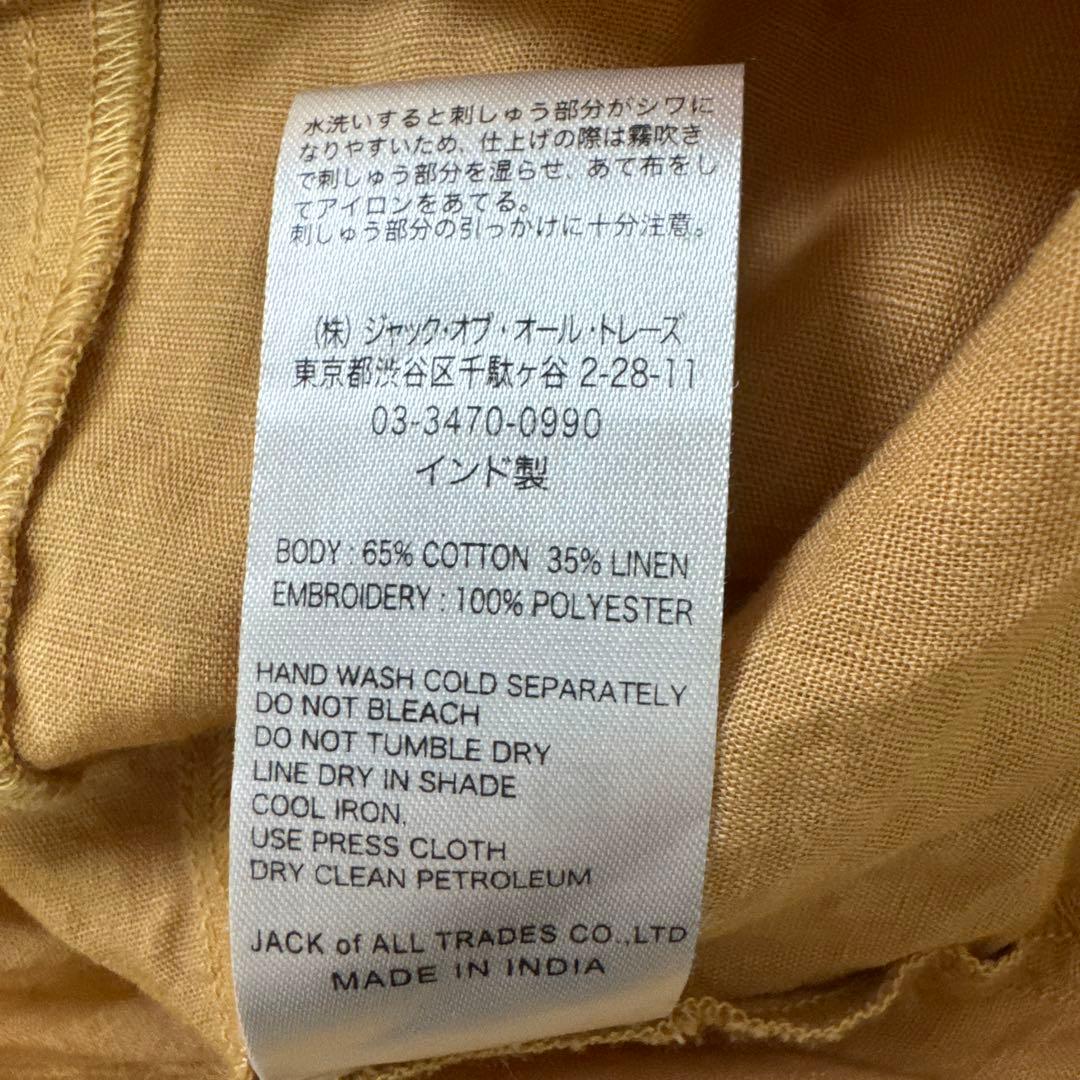 水洗いすると刺しゅう部分がシワに
なりやすいため、仕上げの際は霧吹き
で刺しゅう部分を湿らせ、あて布をし
てアイロンをあてる。
刺しゅう部分の引っかけに十分注意。
(株) ジャック・オブ・オール・トレーズ
東京都渋谷区千駄ヶ谷 2-28-11
03-3470-0990
インド製
BODY : 65% COTTON 35% LINEN
EMBROIDERY : 100% POLYESTER
HAND WASH COLD SEPARATELY
DO NOT BLEACH
DO NOT TUMBLE DRY
LINE DRY IN SHADE
COOL IRON,
USE PRESS CLOTH
DRY CLEAN PETROLEUM
JACK of ALL TRADES CO.,LTD
MADE IN INDIA